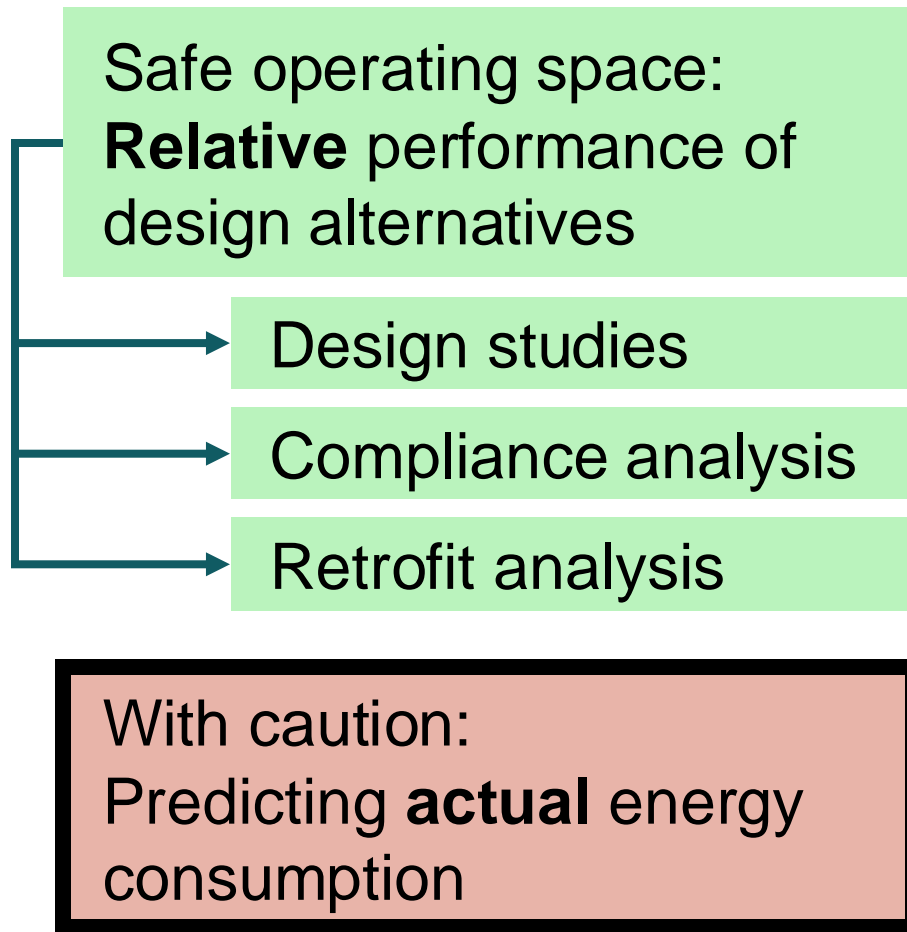 Safe operating space:
Relative performance of
design alternatives
Design studies
Compliance analysis
Retrofit analysis
With caution:
Predicting actual energy
consumption